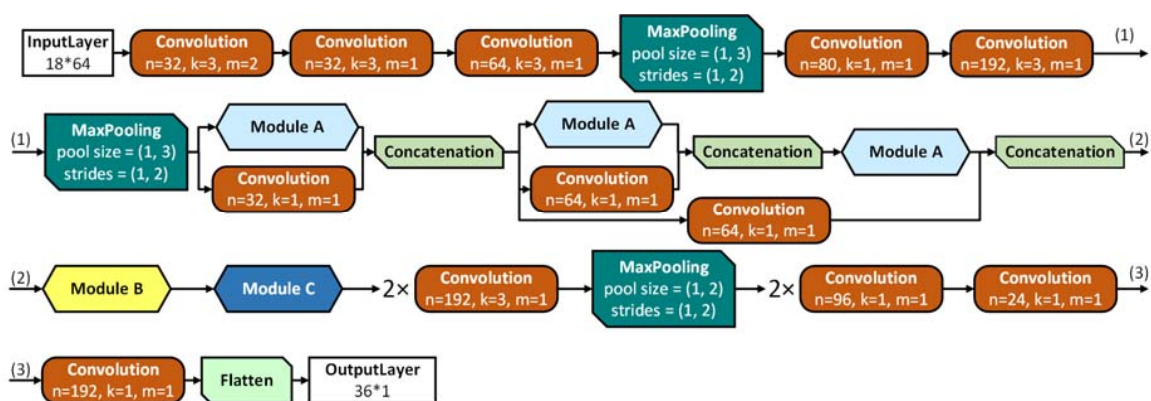 InputLayer
18*64
Convolution
n=32, k=3, m=2
Convolution
n=32, k=3, m=1
Convolution
n=64, k=3, m=1
MaxPooling
pool size = (1, 3)
strides = (1, 2)
Convolution
n=80, k=1, m=1
Convolution
n=192, k=3, m=1
(1)
(1)
MaxPooling
pool size = (1, 3)
strides = (1, 2)
Module A
Convolution
n=32, k=1, m=1
Concatenation
Module A
Convolution
n=64, k=1, m=1
Convolution
n=64, k=1, m=1
Concatenation
Module A
Concatenation
(2)
(2)
Module B
Module C
2×
Convolution
n=192, k=3, m=1
MaxPooling
pool size = (1, 2)
strides = (1, 2)
2×
Convolution
n=96, k=1, m=1
Convolution
n=24, k=1, m=1
(3)
(3)
Convolution
n=192, k=1, m=1
Flatten
OutputLayer
36*1